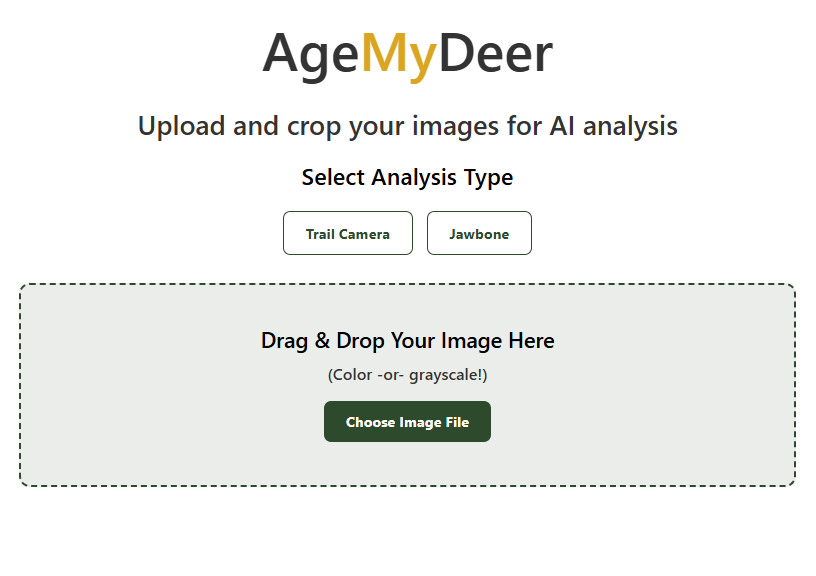 AgeMyDeer
Upload and crop your images for AI analysis
Select Analysis Type
Trail Camera
Jawbone
Drag & Drop Your Image Here
(Color -or- grayscale!)
Choose Image File